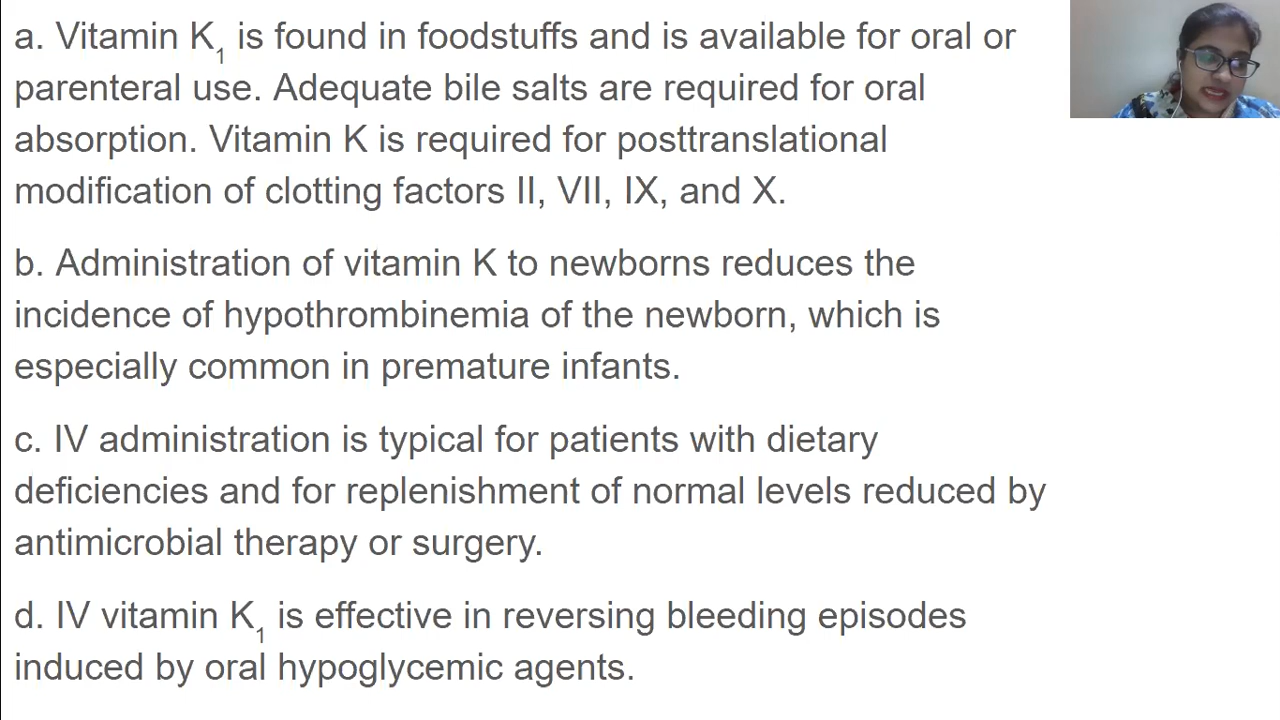 a. Vitamin K₁ is found in foodstuffs and is available for oral or
parenteral use. Adequate bile salts are required for oral
absorption. Vitamin K is required for posttranslational
modification of clotting factors II, VII, IX, and X.
b. Administration of vitamin K to newborns reduces the
incidence of hypothrombinemia of the newborn, which is
especially common in premature infants.
c. IV administration is typical for patients with dietary
deficiencies and for replenishment of normal levels reduced by
antimicrobial therapy or surgery.
d. IV vitamin K₁ is effective in reversing bleeding episodes
induced by oral hypoglycemic agents.